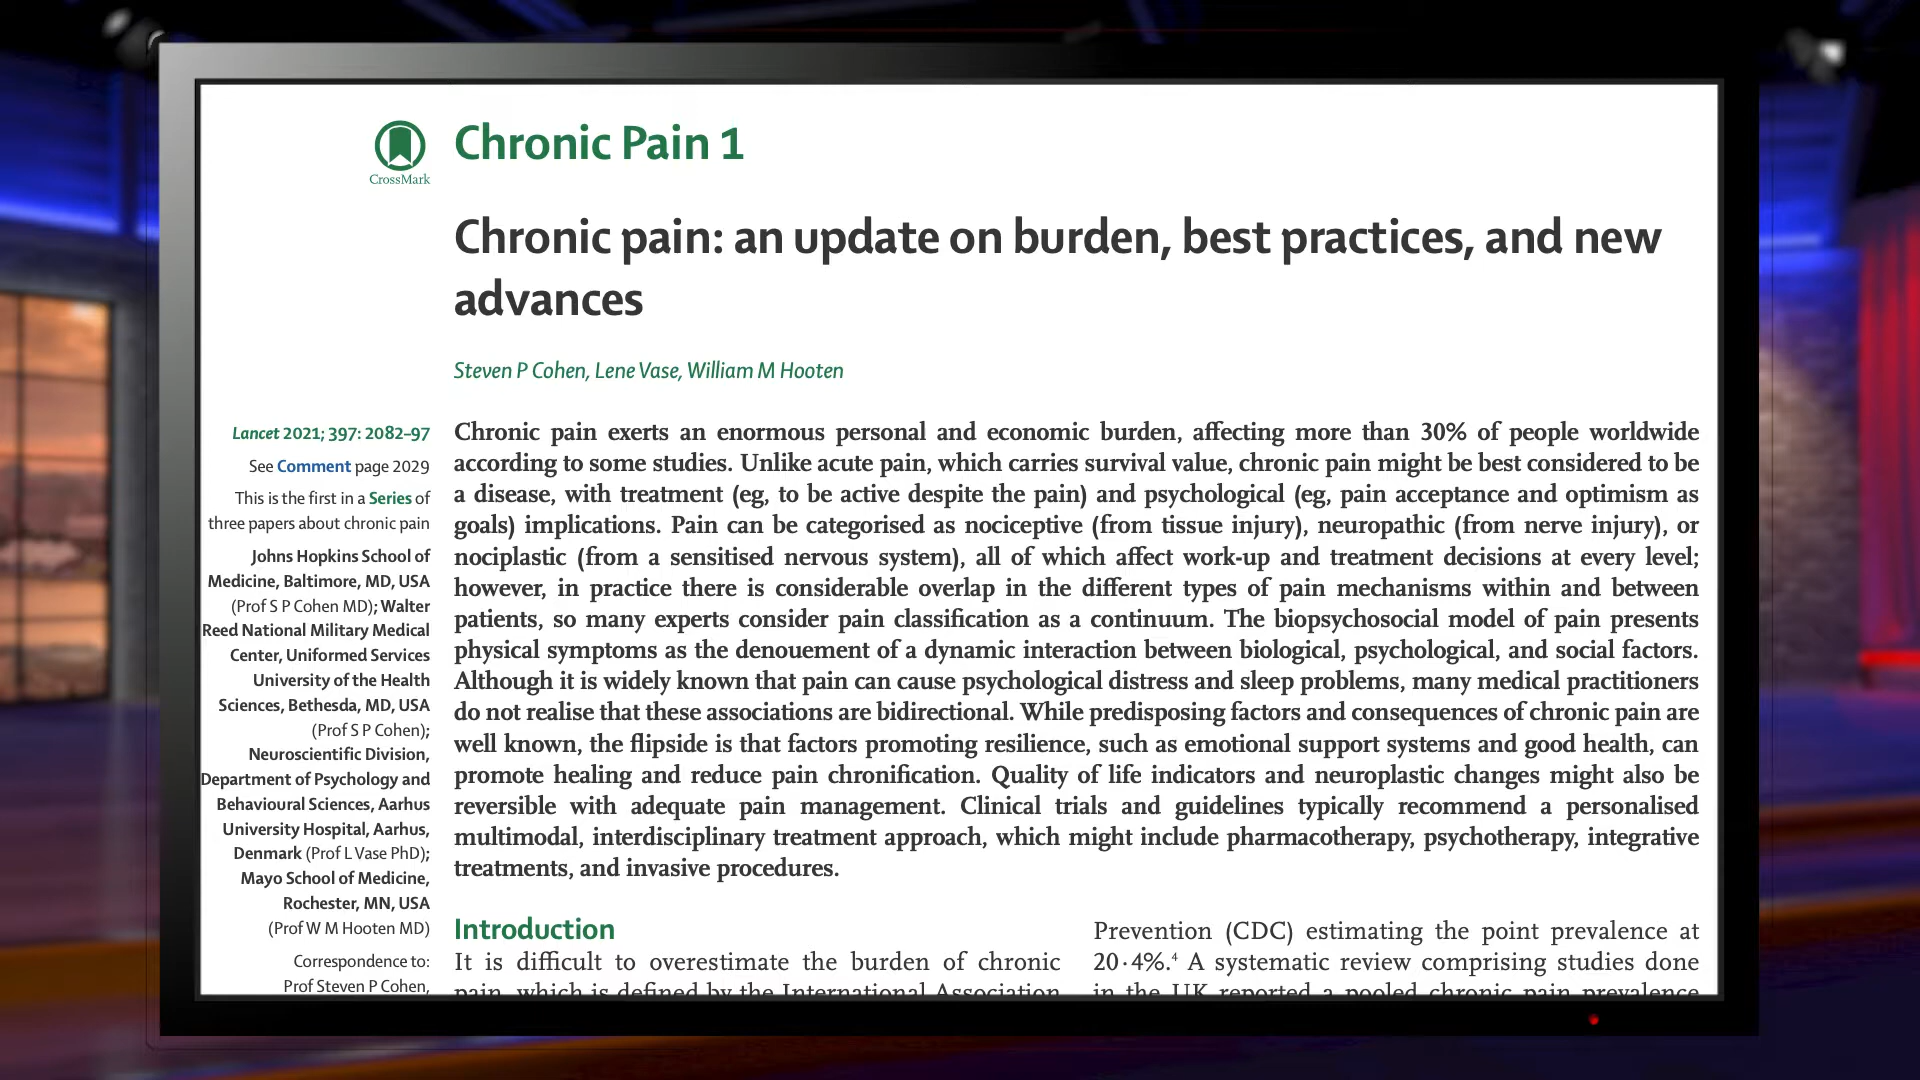 CrossMark
Chronic Pain 1
Chronic pain: an update on burden, best practices, and new
advances
Steven P Cohen, Lene Vase, William M Hooten
Lancet 2021; 397: 2082–97
See Comment page 2029
This is the first in a Series of
three papers about chronic pain
Johns Hopkins School of
Medicine, Baltimore, MD, USA
(Prof S P Cohen MD); Walter
Reed National Military Medical
Center, Uniformed Services
University of the Health
Sciences, Bethesda, MD, USA
(Prof S P Cohen);
Neuroscientific Division,
Department of Psychology and
Behavioural Sciences, Aarhus
University Hospital, Aarhus,
Denmark (Prof L Vase PhD);
Mayo School of Medicine,
Rochester, MN, USA
(Prof W M Hooten MD)
Correspondence to:
Prof Steven P Cohen,
Chronic pain exerts an enormous personal and economic burden, affecting more than 30% of people worldwide
according to some studies. Unlike acute pain, which carries survival value, chronic pain might be best considered to be
a disease, with treatment (eg, to be active despite the pain) and psychological (eg, pain acceptance and optimism as
goals) implications. Pain can be categorised as nociceptive (from tissue injury), neuropathic (from nerve injury), or
nociplastic (from a sensitised nervous system), all of which affect work-up and treatment decisions at every level;
however, in practice there is considerable overlap in the different types of pain mechanisms within and between
patients, so many experts consider pain classification as a continuum. The biopsychosocial model of pain presents
physical symptoms as the denouement of a dynamic interaction between biological, psychological, and social factors.
Although it is widely known that pain can cause psychological distress and sleep problems, many medical practitioners
do not realise that these associations are bidirectional. While predisposing factors and consequences of chronic pain are
well known, the flipside is that factors promoting resilience, such as emotional support systems and good health, can
promote healing and reduce pain chronification. Quality of life indicators and neuroplastic changes might also be
reversible with adequate pain management. Clinical trials and guidelines typically recommend a personalised
multimodal, interdisciplinary treatment approach, which might include pharmacotherapy, psychotherapy, integrative
treatments, and invasive procedures.
Introduction
It is difficult to overestimate the burden of chronic
pain, which is defined by the International Association
Prevention (CDC) estimating the point prevalence at
20·4%.⁴ A systematic review comprising studies done
in the UK reported a pooled chronic pain prevalence